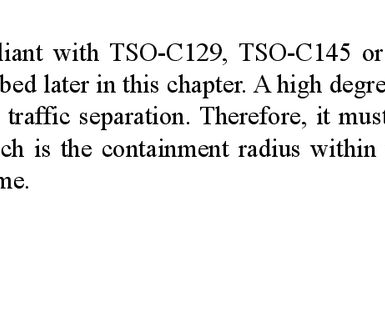 liant with TSO-C129, TSO-C145 or
bed later in this chapter. A high degre
traffic separation. Therefore, it must
ch is the containment radius within
me.